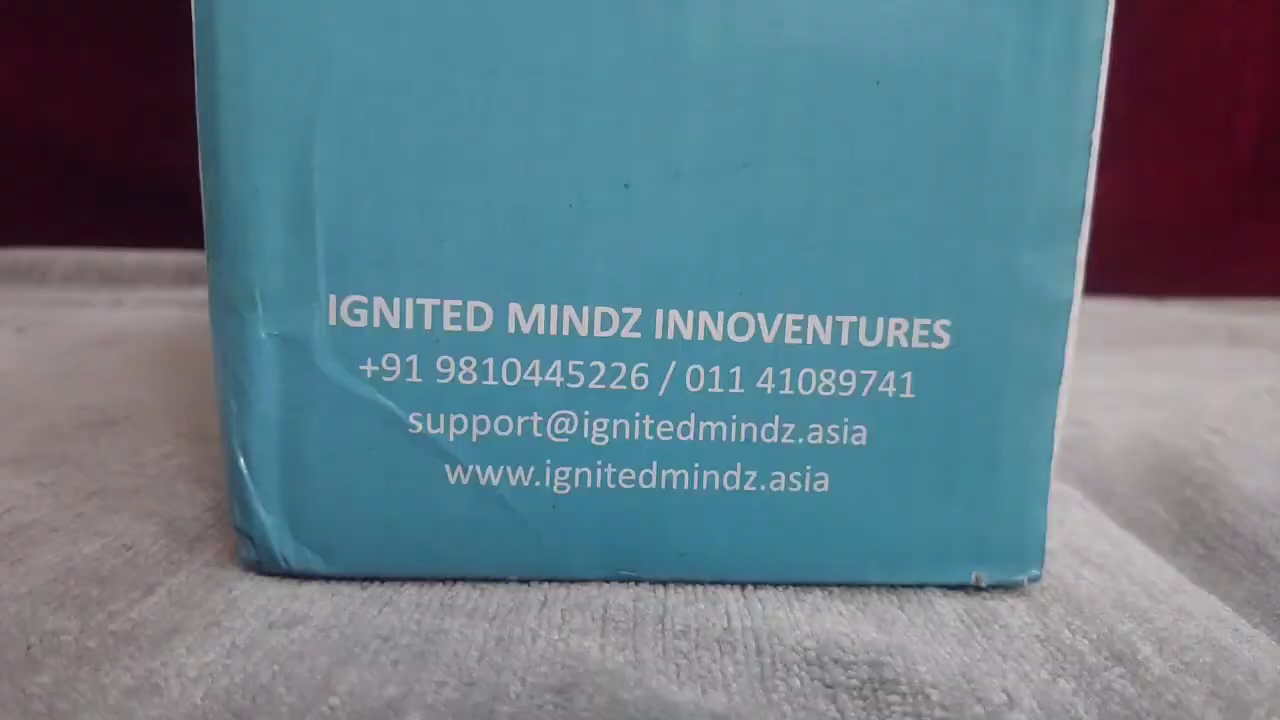 IGNITED MINDZ INNOVENTURES
+91 9810445226 / 011 41089741
support@ignitedmindz.asia
www.ignitedmindz.asia